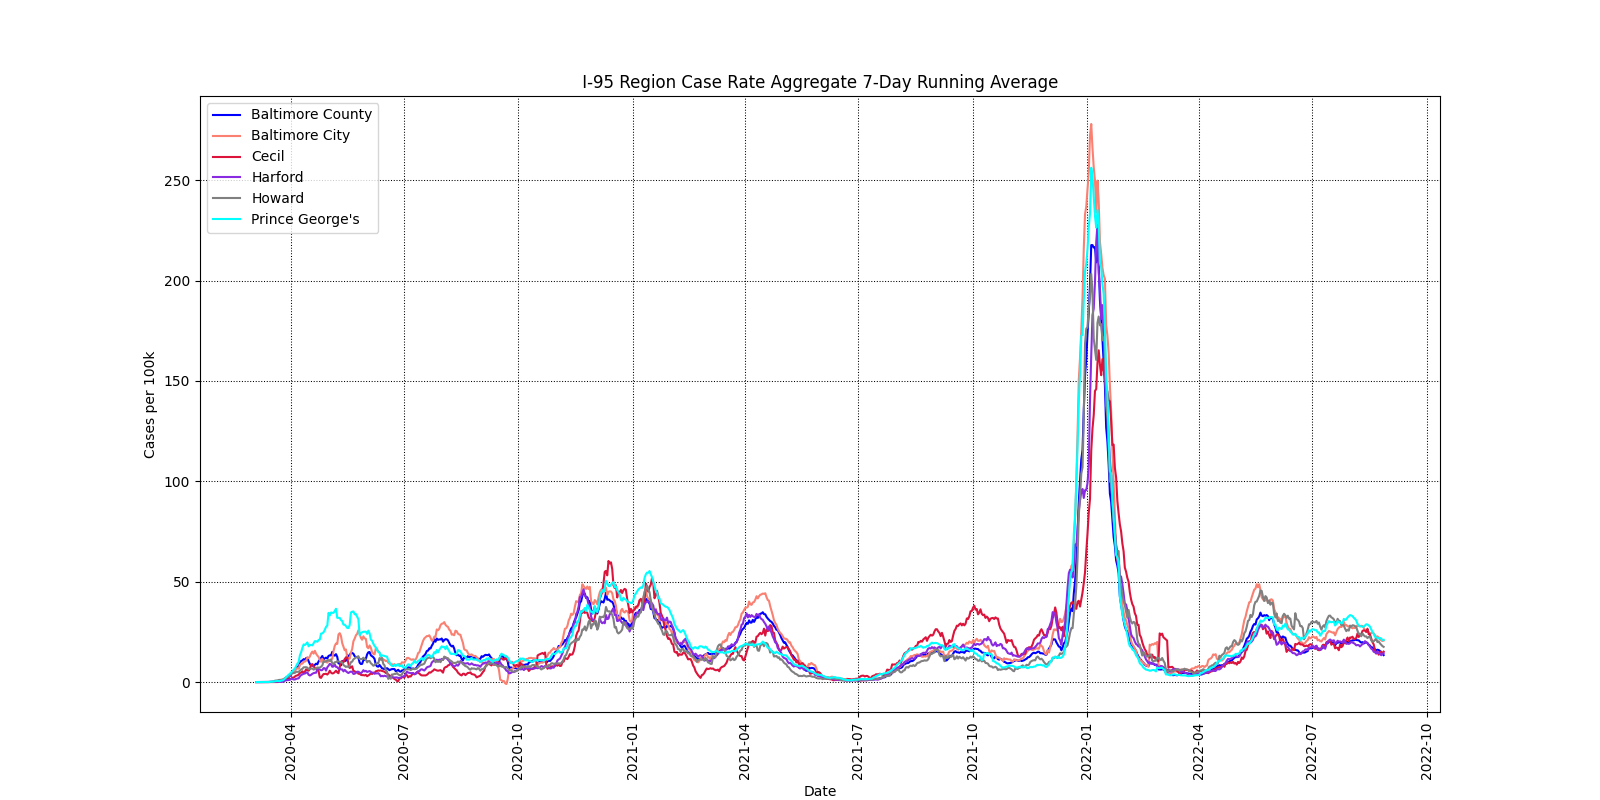 I-95 Region Case Rate Aggregate 7-Day Running Average
Baltimore County
Baltimore City
Cecil
Harford
Howard
Prince George's
Cases per 100k
250
200
150
100
50
0
2020-04
2020-07
2020-10
2021-01
2021-04
2021-07
2021-10
2022-01
2022-04
2022-07
2022-10
Date